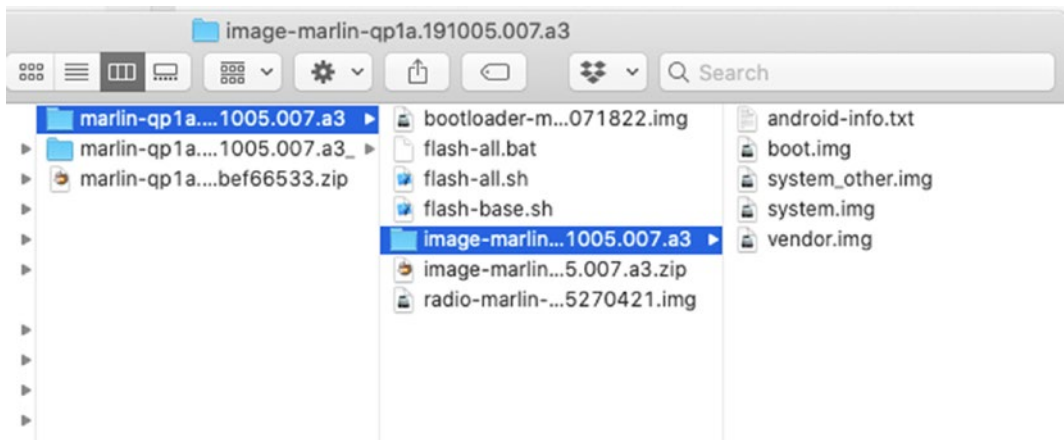 image-marlin-qp1a.191005.007.a3
Search
marlin-qp1a....1005.007.a3
marlin-qp1a....1005.007.a3_
marlin-qp1a....bef66533.zip
bootloader-m...071822.img
flash-all.bat
flash-all.sh
flash-base.sh
image-marlin...1005.007.a3
image-marlin...5.007.a3.zip
radio-marlin-...5270421.img
android-info.txt
boot.img
system_other.img
system.img
vendor.img